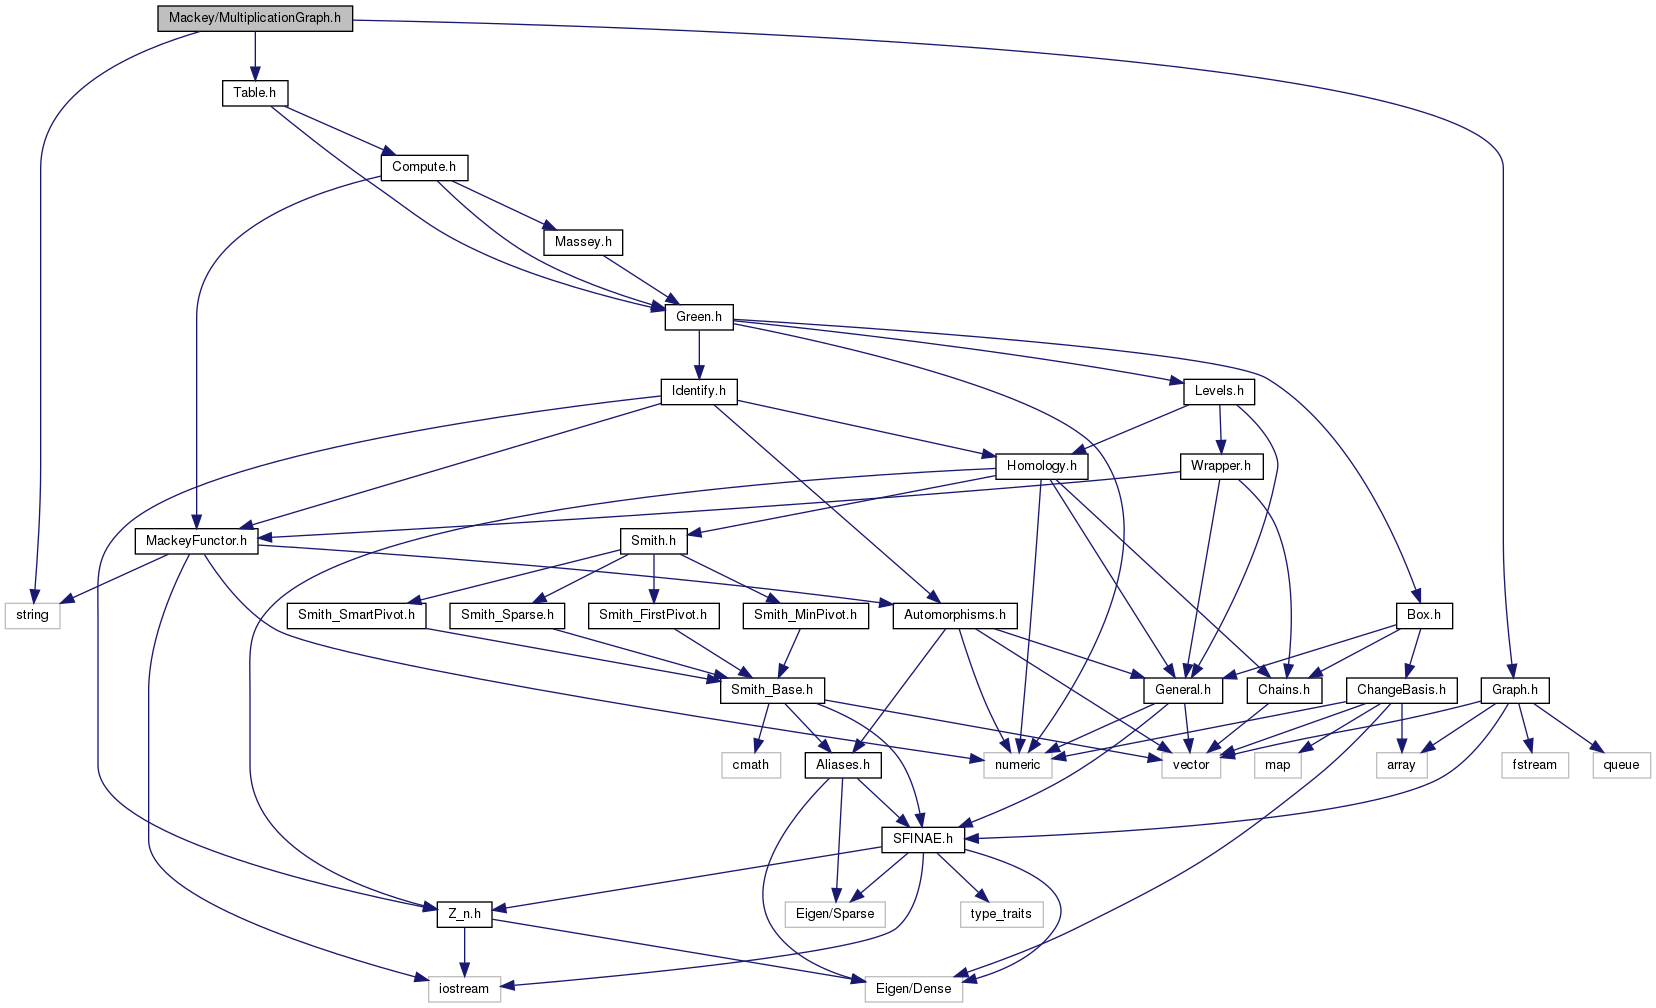 Mackey/MultiplicationGraph.h
Table.h
Compute.h
Massey.h
Green.h
Identify.h
Levels.h
Homology.h
Wrapper.h
MackeyFunctor.h
Smith.h
string
Smith_SmartPivot.h
Smith_Sparse.h
Smith_FirstPivot.h
Smith_MinPivot.h
Automorphisms.h
Box.h
Smith_Base.h
General.h
Chains.h
ChangeBasis.h
Graph.h
cmath
Aliases.h
numeric
vector
map
array
fstream
queue
SFINAE.h
Z_n.h
Eigen/Sparse
type_traits
iostream
Eigen/Dense